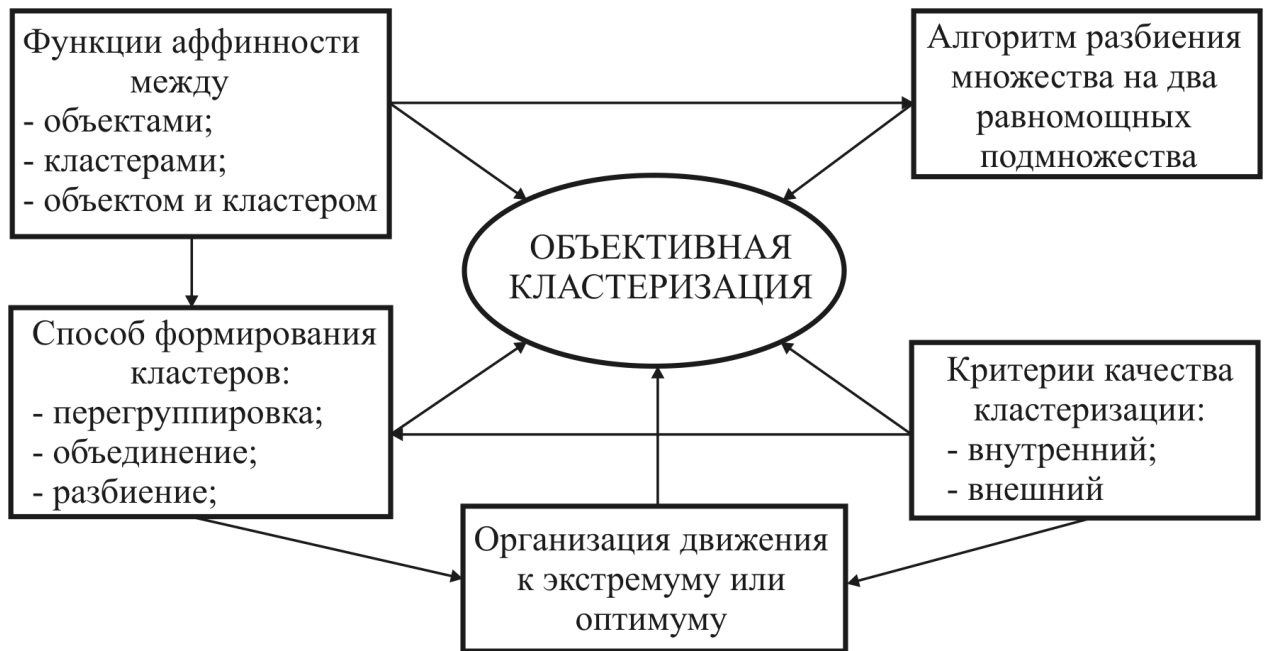 Функции аффинности
между
- объектами;
- кластерами;
- объектом и кластером
Алгоритм разбиения
множества на два
равномощных
подмножества
ОБЪЕКТИВНАЯ
КЛАСТЕРИЗАЦИЯ
Способ формирования
кластеров:
- перегруппировка;
- объединение;
- разбиение;
Критерии качества
кластеризации:
- внутренний;
- внешний
Организация движения
к экстремуму или
оптимуму